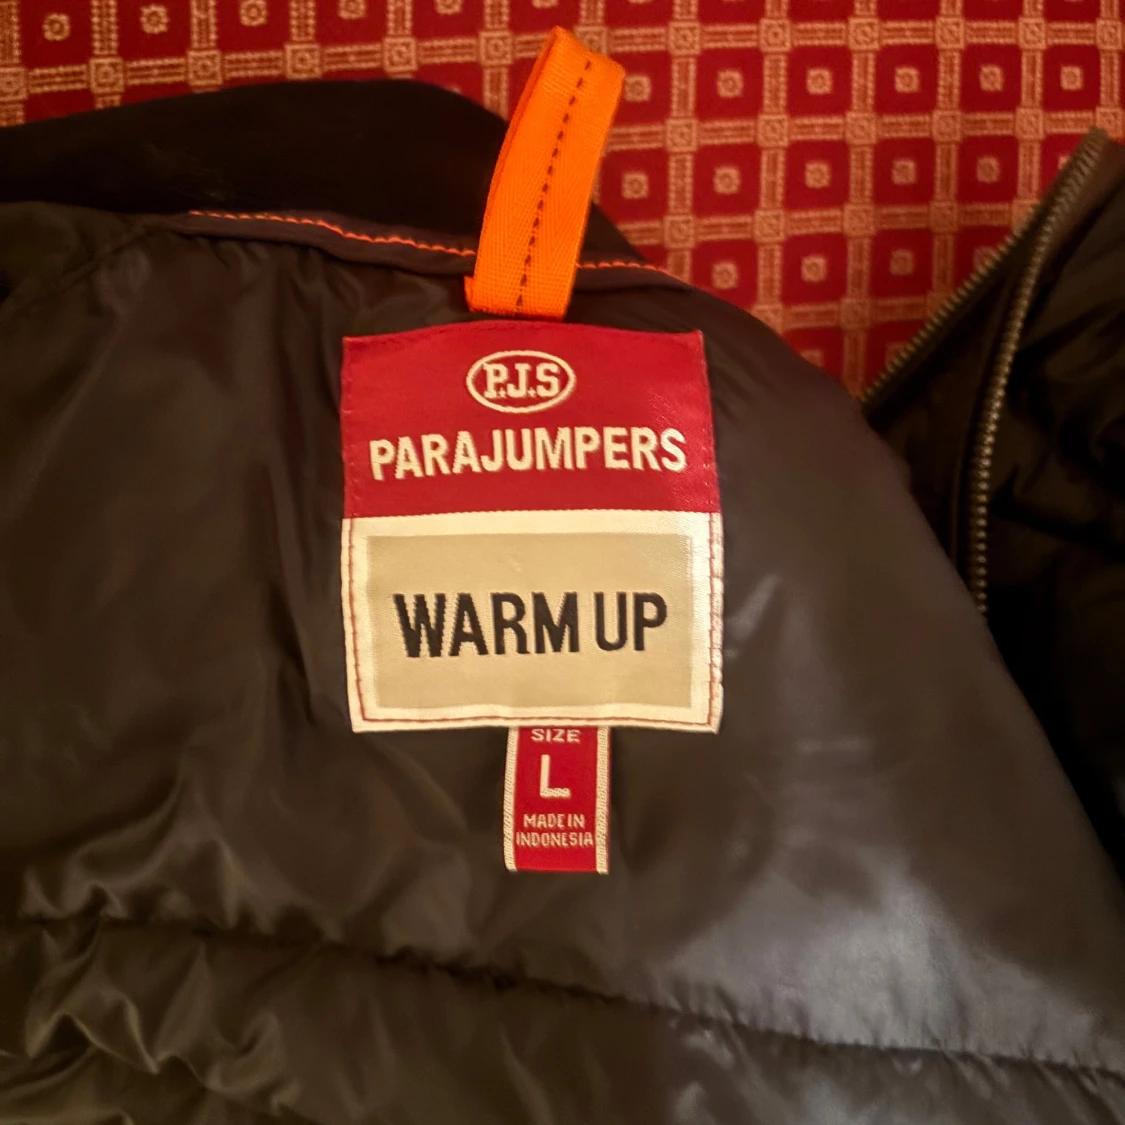 P.J.S
PARAJUMPERS
WARM UP
SIZE
L
MADE IN
INDONESIA